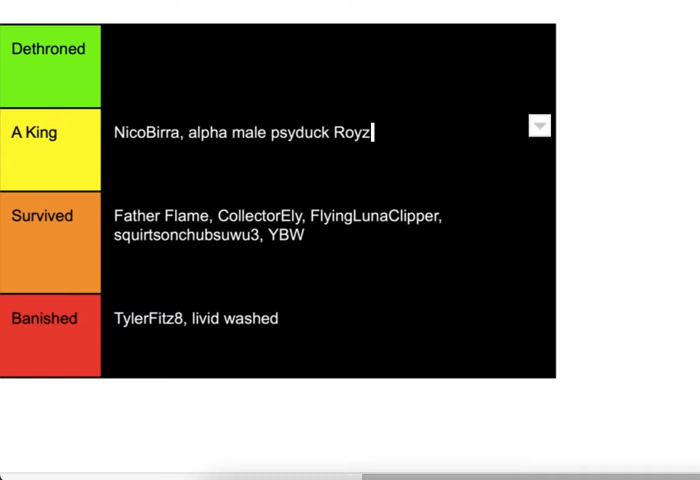 Dethroned
A King
NicoBirra, alpha male psyduck Royz
Survived
Father Flame, CollectorEly, FlyingLunaClipper,
squirtsonchubsuwu3, YBW
Banished
TylerFitz8, livid washed